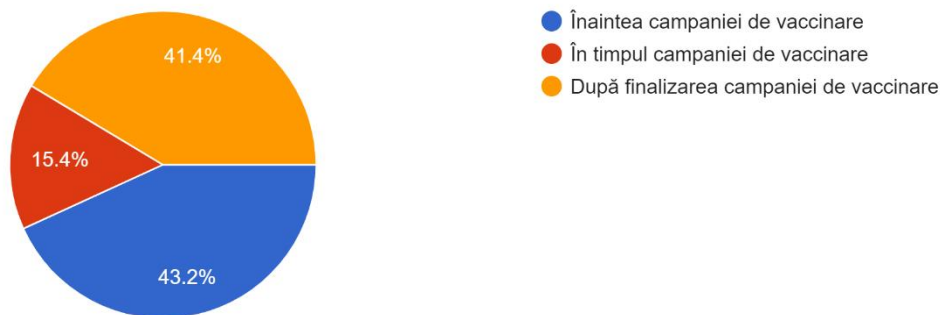 Înaintea campaniei de vaccinare
În timpul campaniei de vaccinare
După finalizarea campaniei de vaccinare
41.4%
15.4%
43.2%